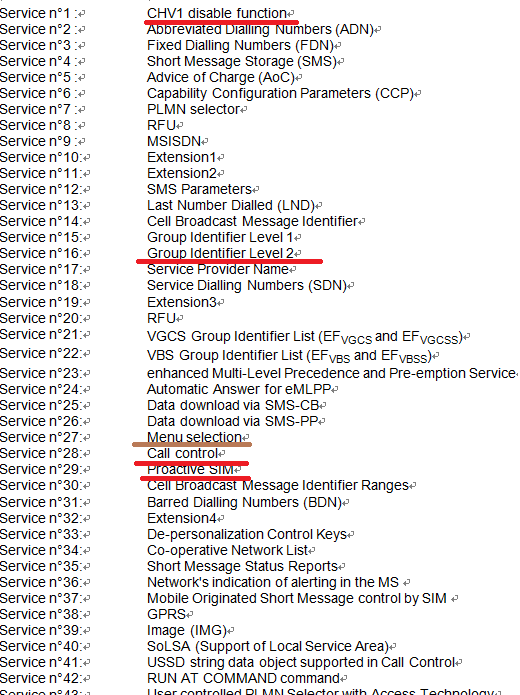 Service n°1 : CHV1 disable function
Service n°2 : Abbreviated Dialling Numbers (ADN)
Service n°3 : Fixed Dialling Numbers (FDN)
Service n°4 : Short Message Storage (SMS)
Service n°5 : Advice of Charge (AoC)
Service n°6 : Capability Configuration Parameters (CCP)
Service n°7 : PLMN selector
Service n°8 : RFU
Service n°9 : MSISDN
Service n°10: Extension1
Service n°11: Extension2
Service n°12: SMS Parameters
Service n°13: Last Number Dialled (LND)
Service n°14: Cell Broadcast Message Identifier
Service n°15: Group Identifier Level 1
Service n°16: Group Identifier Level 2
Service n°17: Service Provider Name
Service n°18: Service Dialling Numbers (SDN)
Service n°19: Extension3
Service n°20: RFU
Service n°21: VGCS Group Identifier List (EFVGCS and EFVGCSS)
Service n°22: VBS Group Identifier List (EFVBS and EFVBSS)
Service n°23: enhanced Multi-Level Precedence and Pre-emption Service
Service n°24: Automatic Answer for eMLPP
Service n°25: Data download via SMS-CB
Service n°26: Data download via SMS-PP
Service n°27: Menu selection
Service n°28: Call control
Service n°29: Proactive SIM
Service n°30: Cell Broadcast Message Identifier Ranges
Service n°31: Barred Dialling Numbers (BDN)
Service n°32: Extension4
Service n°33: De-personalization Control Keys
Service n°34: Co-operative Network List
Service n°35: Short Message Status Reports
Service n°36: Network's indication of alerting in the MS
Service n°37: Mobile Originated Short Message control by SIM
Service n°38: GPRS
Service n°39: Image (IMG)
Service n°40: SoLSA (Support of Local Service Area)
Service n°41: USSD string data object supported in Call Control
Service n°42: RUN AT COMMAND command
Service n°43: User controlled PLMN Selector with Access Technology